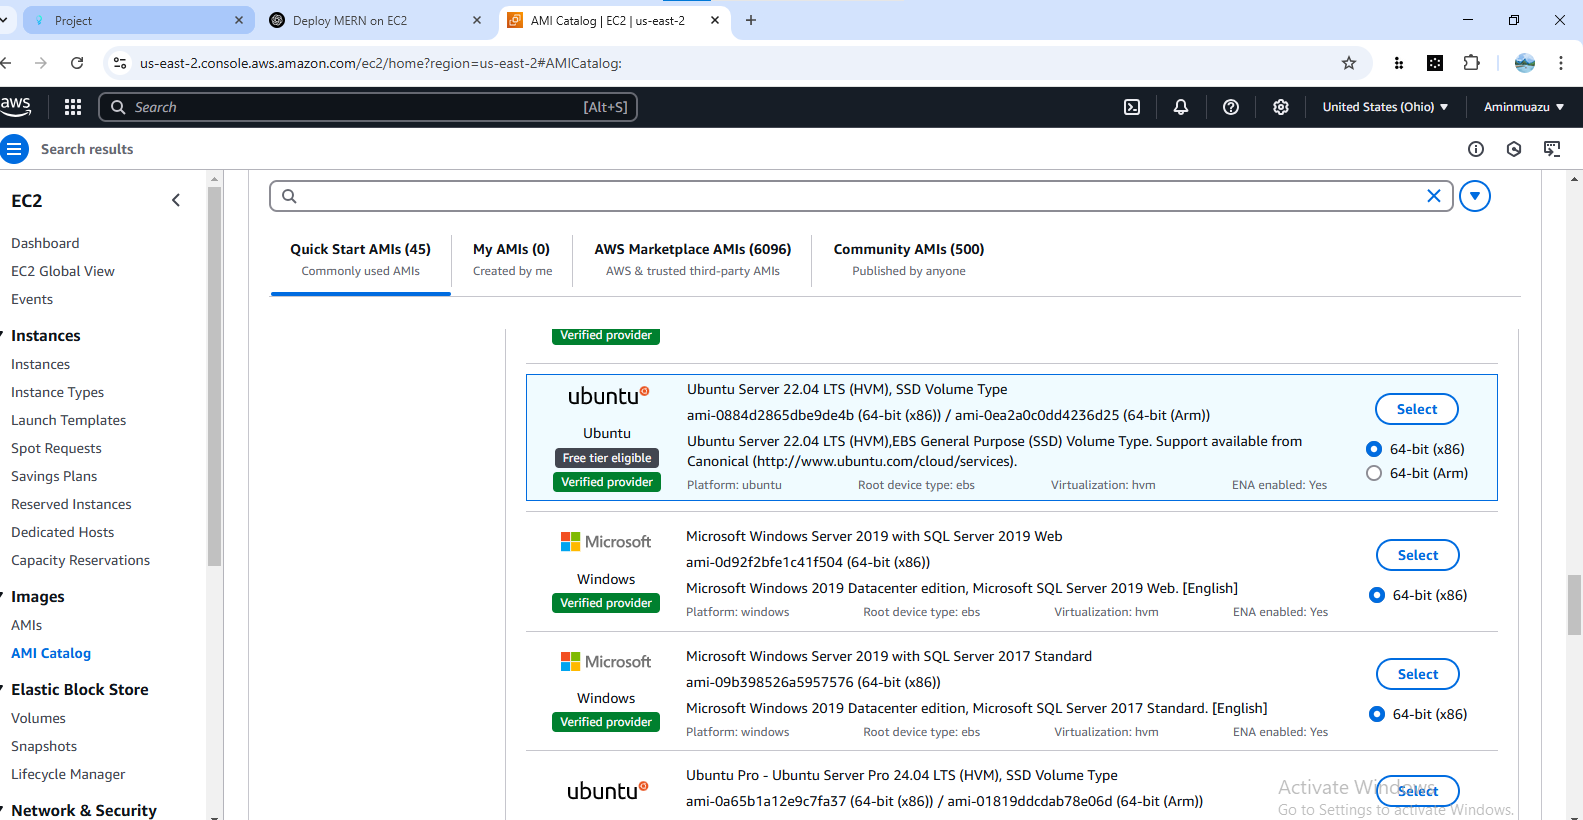 Project
Deploy MERN on EC2
AMI Catalog | EC2 | us-east-2
us-east-2.console.aws.amazon.com/ec2/home?region=us-east-2#AMICatalog:
aws
Search
[Alt+S]
United States (Ohio)
Aminmuazu
Search results
EC2
Dashboard
EC2 Global View
Events
Instances
Instances
Instance Types
Launch Templates
Spot Requests
Savings Plans
Reserved Instances
Dedicated Hosts
Capacity Reservations
Images
AMIs
AMI Catalog
Elastic Block Store
Volumes
Snapshots
Lifecycle Manager
Network & Security
Quick Start AMIs (45)
Commonly used AMIs
My AMIs (0)
Created by me
AWS Marketplace AMIs (6096)
AWS & trusted third-party AMIs
Community AMIs (500)
Published by anyone
Verified provider
ubuntu
Ubuntu
Free tier eligible
Verified provider
Ubuntu Server 22.04 LTS (HVM), SSD Volume Type
ami-0884d2865dbe9de4b (64-bit (x86)) / ami-0ea2a0c0dd4236d25 (64-bit (Arm))
Ubuntu Server 22.04 LTS (HVM),EBS General Purpose (SSD) Volume Type. Support available from
Canonical (http://www.ubuntu.com/cloud/services).
Platform: ubuntu Root device type: ebs Virtualization: hvm ENA enabled: Yes
Select
64-bit (x86)
64-bit (Arm)
Microsoft
Windows
Verified provider
Microsoft Windows Server 2019 with SQL Server 2019 Web
ami-0d92f2bfe1c41f504 (64-bit (x86))
Microsoft Windows 2019 Datacenter edition, Microsoft SQL Server 2019 Web. [English]
Platform: windows Root device type: ebs Virtualization: hvm ENA enabled: Yes
Select
64-bit (x86)
Microsoft
Windows
Verified provider
Microsoft Windows Server 2019 with SQL Server 2017 Standard
ami-09b398526a5957576 (64-bit (x86))
Microsoft Windows 2019 Datacenter edition, Microsoft SQL Server 2017 Standard. [English]
Platform: windows Root device type: ebs Virtualization: hvm ENA enabled: Yes
Select
64-bit (x86)
ubuntu
Ubuntu Pro - Ubuntu Server Pro 24.04 LTS (HVM), SSD Volume Type
ami-0a65b1a12e9c7fa37 (64-bit (x86)) / ami-01819ddcdab78e06d (64-bit (Arm))
Select
Activate Windows
Go to Settings to activate Windows.